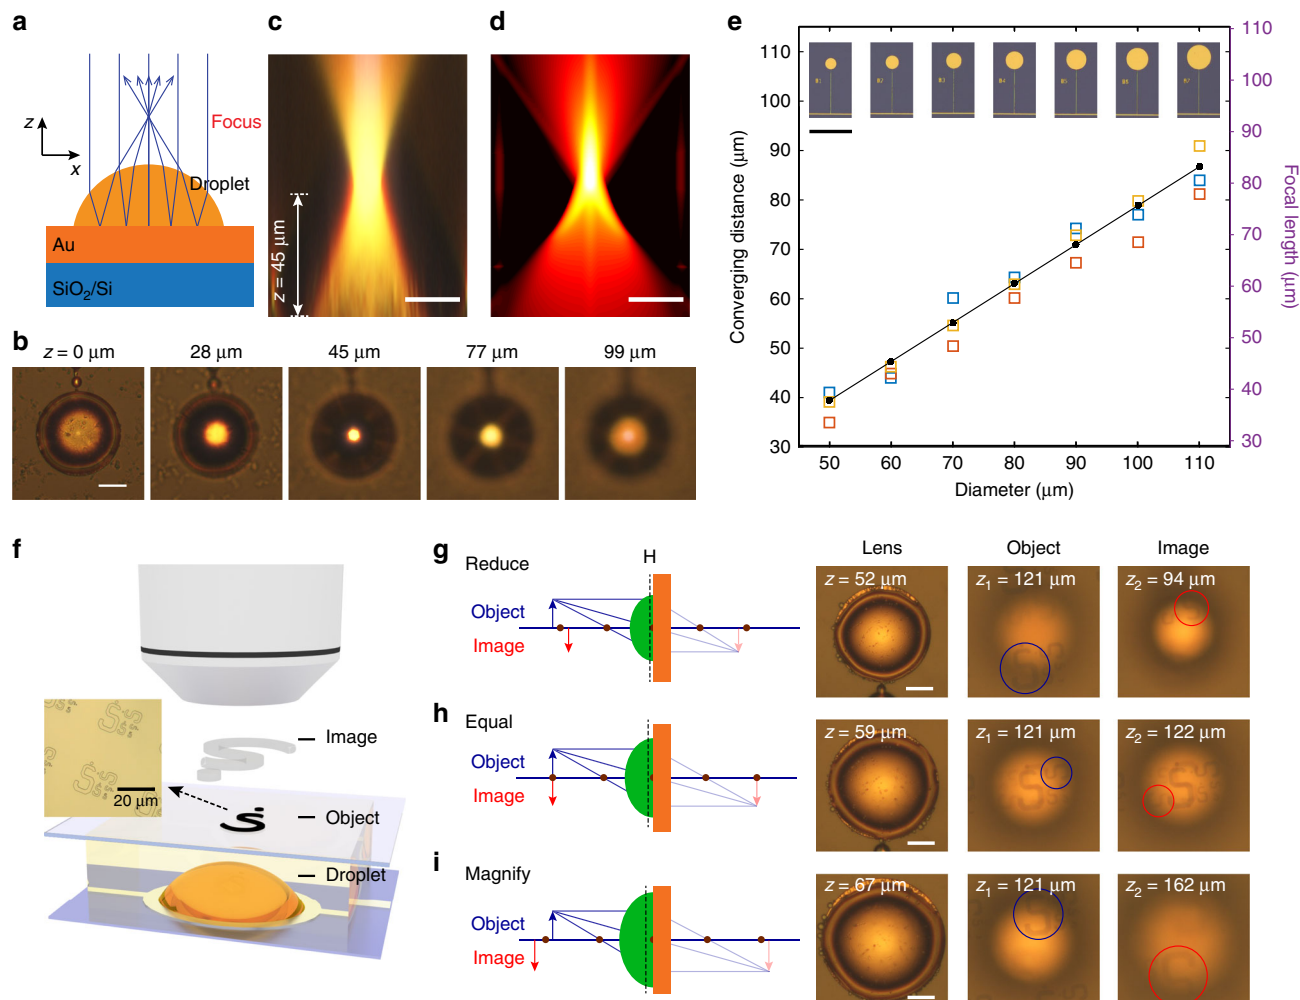 a
z
x
Focus
Droplet
Au
SiO2/Si
c
z = 45 μm
d
b
z = 0 μm
28 μm
45 μm
77 μm
99 μm
e
Converging distance (μm)
110
100
90
80
70
60
50
40
30
50 60 70 80 90 100 110
Diameter (μm)
110
100
90
80
70
60
50
40
30
Focal length (μm)
f
20 μm
Image
Object
Droplet
g
Reduce
H
Object
Image
Lens
Object
Image
z = 52 μm
z1 = 121 μm
z2 = 94 μm
h
Equal
Object
Image
z = 59 μm
z1 = 121 μm
z2 = 122 μm
i
Magnify
Object
Image
z = 67 μm
z1 = 121 μm
z2 = 162 μm